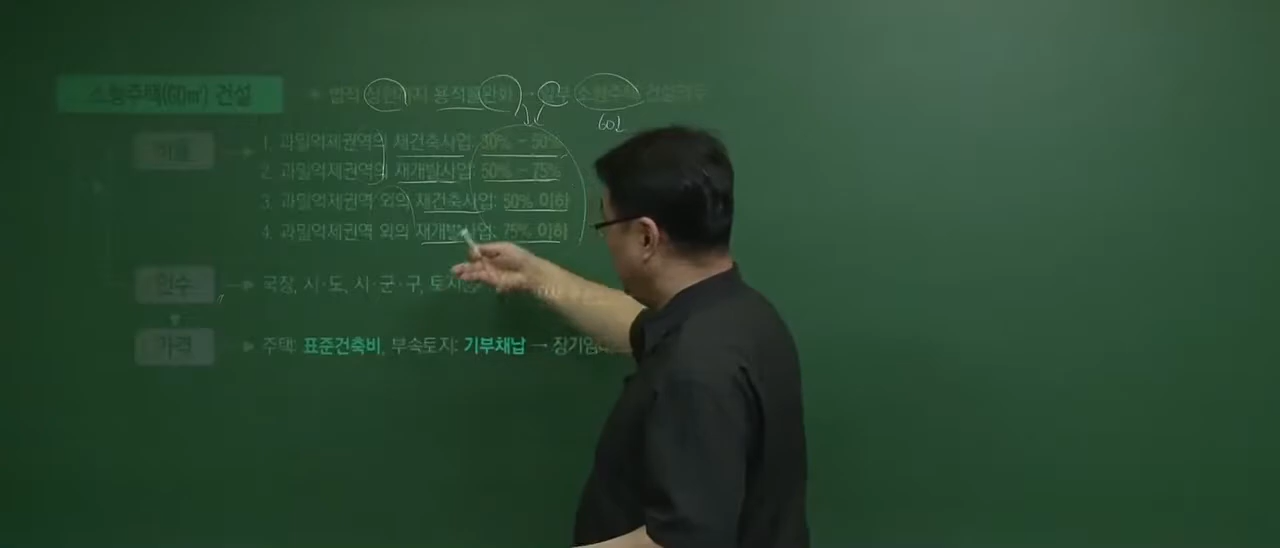 소형주택(60㎡) 건설
* 법적 상한까지 용적률완화 → 일부 소형주택 건설의무
60
비율
1. 과밀억제권역의 재건축사업: 30% - 50%
2. 과밀억제권역의 재개발사업: 50% - 75%
3. 과밀억제권역 외의 재건축사업: 50% 이하
4. 과밀억제권역 외의 재개발사업: 75% 이하
인수
국장, 시·도, 시·군·구, 토지
가격
주택: 표준건축비, 부속토지: 기부채납 → 장기임대